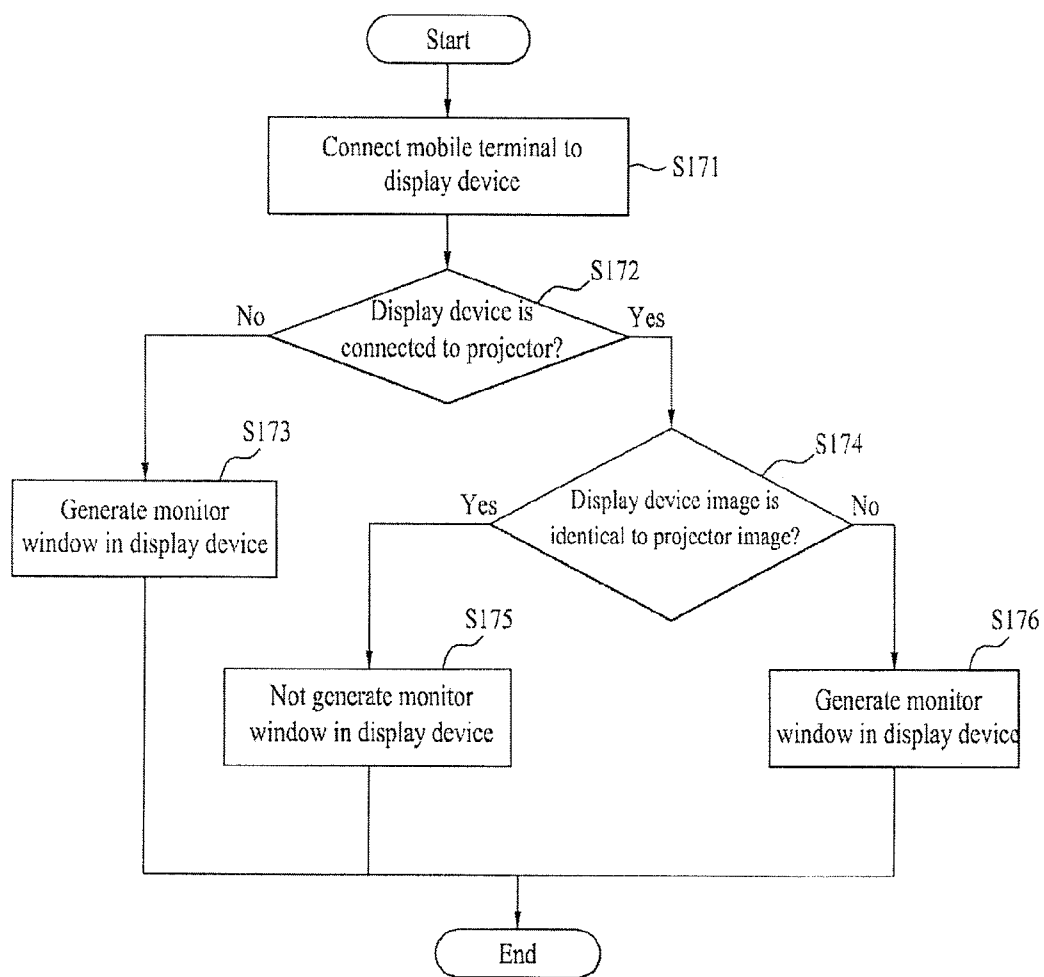 Start
Connect mobile terminal to
display device
S171
S172
No
Display device is
connected to projector?
Yes
S173
S174
Generate monitor
window in display device
Yes
Display device image is
identical to projector image?
No
S175
S176
Not generate monitor
window in display device
Generate monitor
window in display device
End